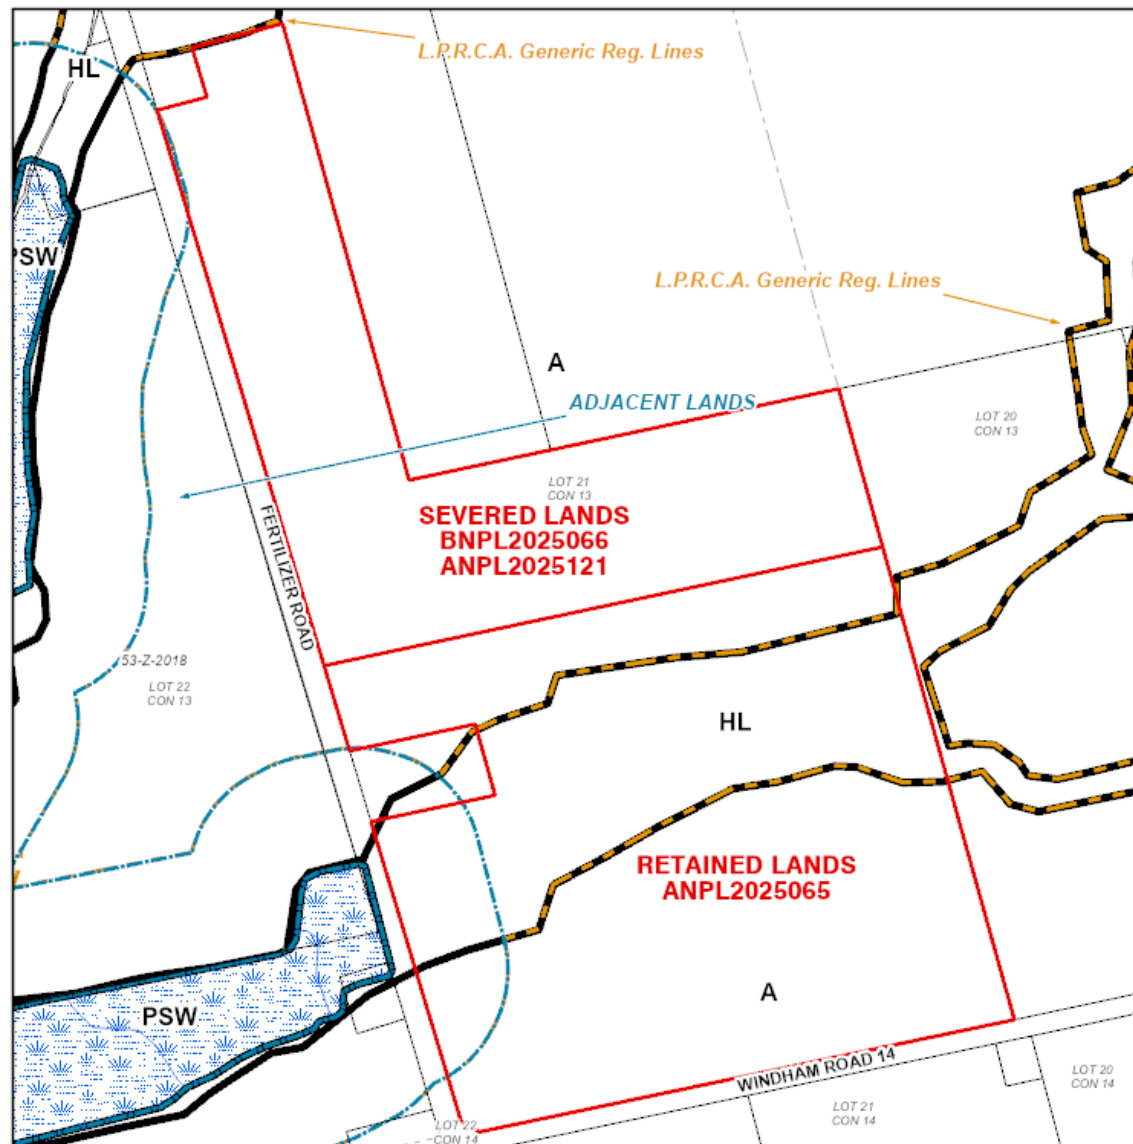 L.P.R.C.A. Generic Reg. Lines
HL
PSW
L.P.R.C.A. Generic Reg. Lines
A
ADJACENT LANDS
LOT 20
CON 13
LOT 21
CON 13
SEVERED LANDS
BNPL2025066
ANPL2025121
FERTILIZER ROAD
53-Z-2018
LOT 22
CON 13
HL
RETAINED LANDS
ANPL2025065
A
PSW
WINDHAM ROAD 14
LOT 20
CON 14
LOT 21
CON 14
LOT 22
CON 14